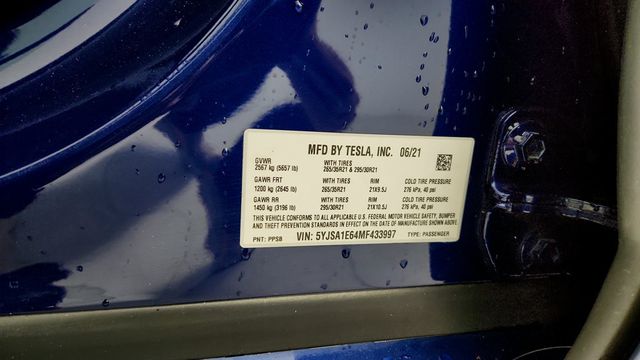 MFD BY TESLA, INC. 06/21
GVWR WITH TIRES
2567 kg (5657 lb) 265/35R21 & 295/30R21
GAWR FRT WITH TIRES RIM COLD TIRE PRESSURE
1200 kg (2645 lb) 265/35R21 21X9.5J 276 kPa, 40 psi
GAWR RR WITH TIRES RIM COLD TIRE PRESSURE
1450 kg (3196 lb) 295/30R21 21X10.5J 276 kPa, 40 psi
THIS VEHICLE CONFORMS TO ALL APPLICABLE U.S. FEDERAL MOTOR VEHICLE SAFETY, BUMPER
AND THEFT PREVENTION STANDARDS IN EFFECT ON THE DATE OF MANUFACTURE SHOWN ABOVE.
PNT: PPSB VIN: 5YJSA1E64MF433997 TYPE: PASSENGER